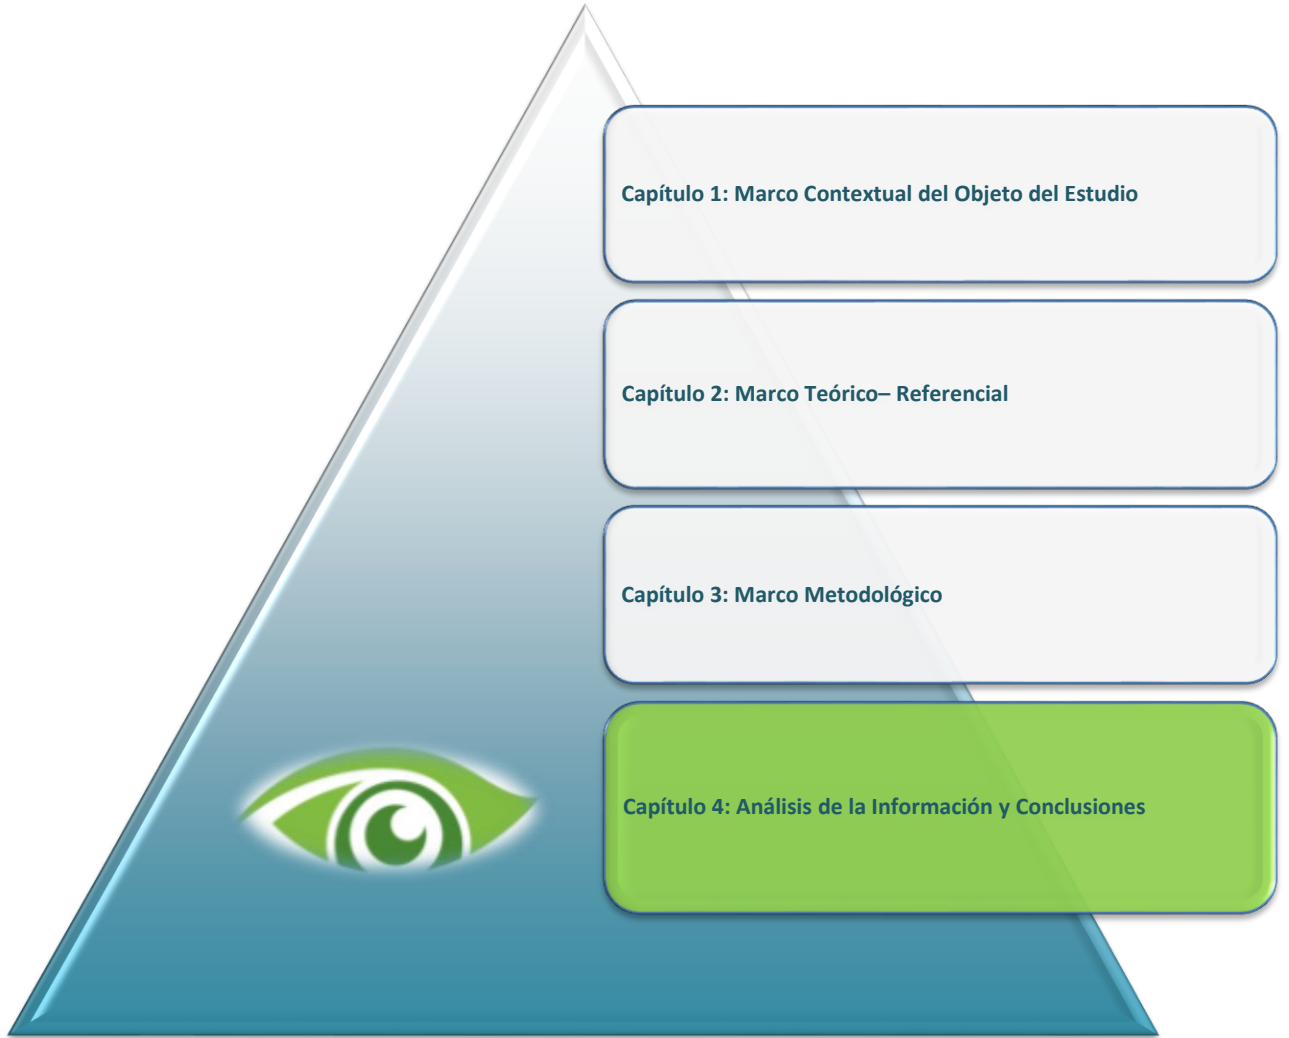 Capítulo 1: Marco Contextual del Objeto del Estudio
Capítulo 2: Marco Teórico– Referencial
Capítulo 3: Marco Metodológico
Capítulo 4: Análisis de la Información y Conclusiones